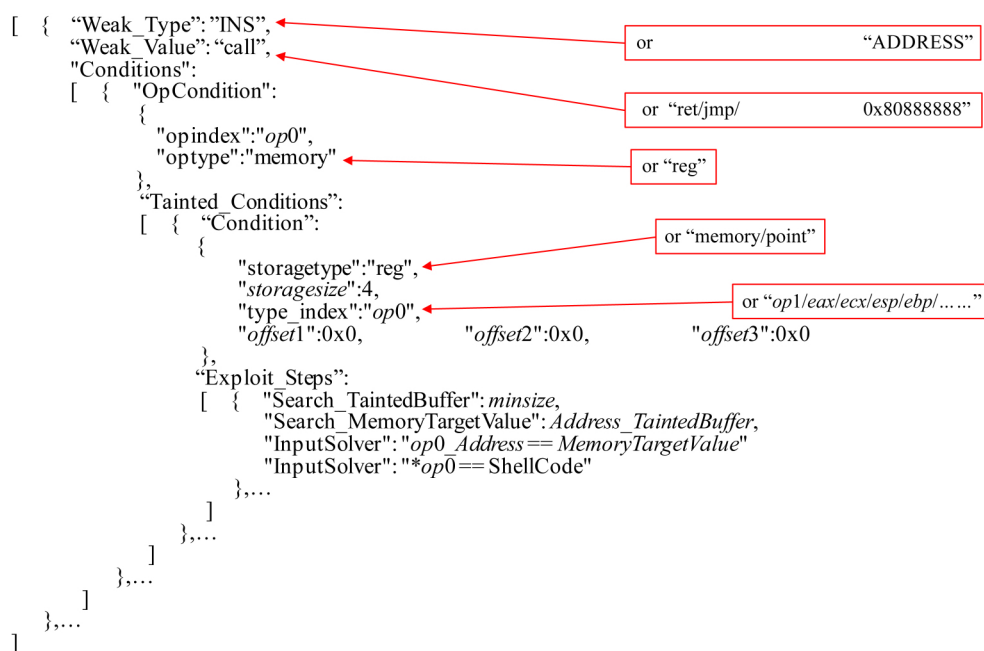 [ { “Weak_Type”:”INS”,
or “ADDRESS”
“Weak_Value”:“call”,
"Conditions":
[ { "OpCondition":
or “ret/jmp/ 0x80888888”
{
"opindex":"op0",
"optype":"memory"
or “reg”
},
“Tainted_Conditions”:
[ { “Condition”:
{
or “memory/point”
"storagetype":"reg",
"storagesize":4,
"type_index":"op0",
or “op1/eax/ecx/esp/ebp/……”
"offset1":0x0, "offset2":0x0, "offset3":0x0
},
“Exploit_Steps”:
[ { "Search_TaintedBuffer": minsize,
"Search_MemoryTargetValue": Address_TaintedBuffer,
"InputSolver": "op0_Address == MemoryTargetValue"
"InputSolver": "*op0 == ShellCode"
},…
]
},…
]
},…
]
},…
]